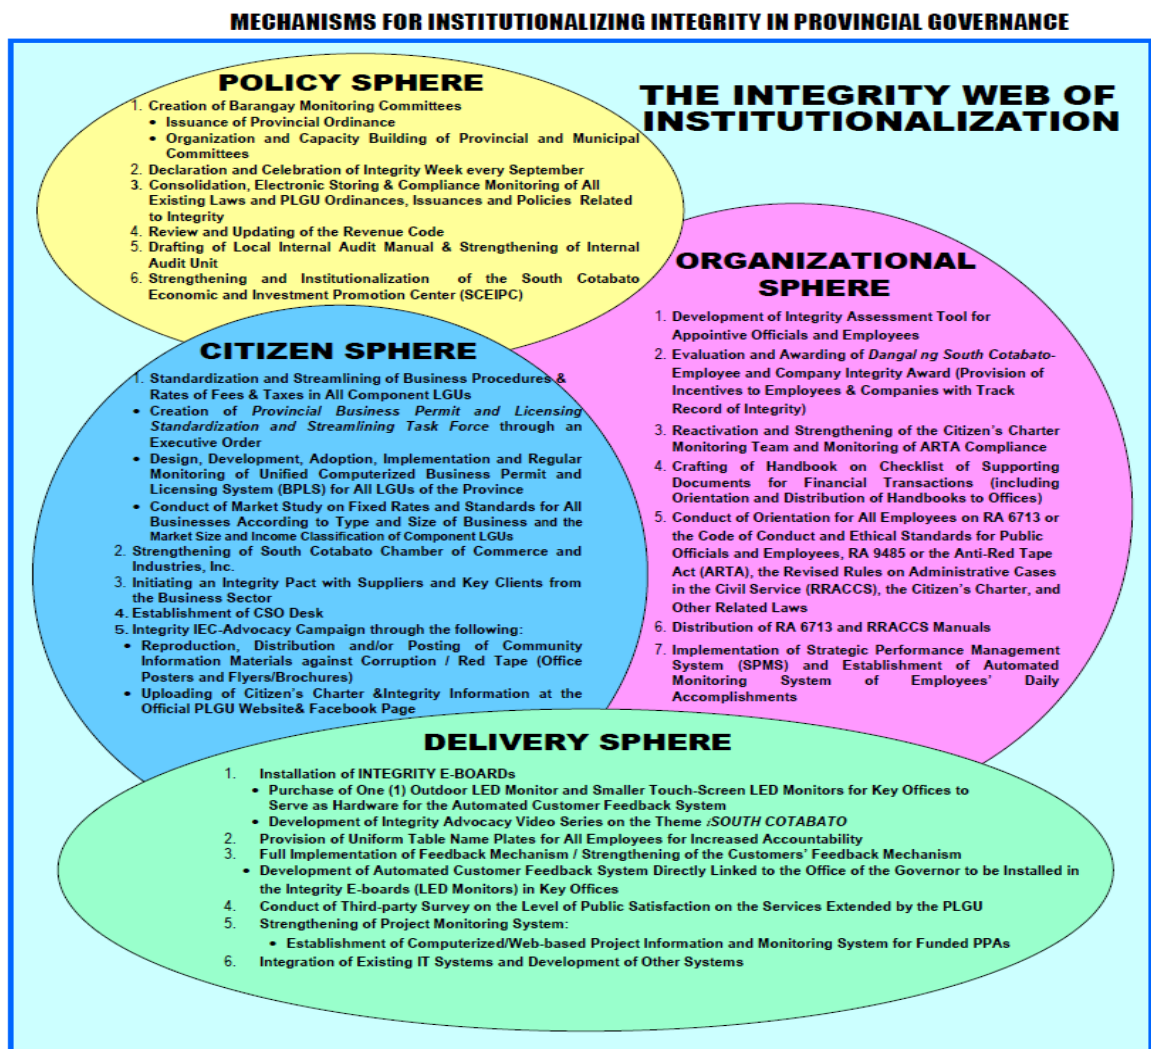 MECHANISMS FOR INSTITUTIONALIZING INTEGRITY IN PROVINCIAL GOVERNANCE
THE INTEGRITY WEB OF
INSTITUTIONALIZATION
POLICY SPHERE
1. Creation of Barangay Monitoring Committees
• Issuance of Provincial Ordinance
• Organization and Capacity Building of Provincial and Municipal
Committees
2. Declaration and Celebration of Integrity Week every September
3. Consolidation, Electronic Storing & Compliance Monitoring of All
Existing Laws and PLGU Ordinances, Issuances and Policies Related
to Integrity
4. Review and Updating of the Revenue Code
5. Drafting of Local Internal Audit Manual & Strengthening of Internal
Audit Unit
6. Strengthening and Institutionalization of the South Cotabato
Economic and Investment Promotion Center (SCEIPC)
ORGANIZATIONAL
SPHERE
1. Development of Integrity Assessment Tool for
Appointive Officials and Employees
2. Evaluation and Awarding of Dangal ng South Cotabato-
Employee and Company Integrity Award (Provision of
Incentives to Employees & Companies with Track
Record of Integrity)
3. Reactivation and Strengthening of the Citizen's Charter
Monitoring Team and Monitoring of ARTA Compliance
4. Crafting of Handbook on Checklist of Supporting
Documents for Financial Transactions (including
Orientation and Distribution of Handbooks to Offices)
5. Conduct of Orientation for All Employees on RA 6713 or
the Code of Conduct and Ethical Standards for Public
Officials and Employees, RA 9485 or the Anti-Red Tape
Act (ARTA), the Revised Rules on Administrative Cases
in the Civil Service (RRACCS), the Citizen's Charter, and
Other Related Laws
6. Distribution of RA 6713 and RRACCS Manuals
7. Implementation of Strategic Performance Management
System (SPMS) and Establishment of Automated
Monitoring System of Employees' Daily
Accomplishments
CITIZEN SPHERE
1. Standardization and Streamlining of Business Procedures &
Rates of Fees & Taxes in All Component LGUs
• Creation of Provincial Business Permit and Licensing
Standardization and Streamlining Task Force through an
Executive Order
• Design, Development, Adoption, Implementation and Regular
Monitoring of Unified Computerized Business Permit and
Licensing System (BPLS) for All LGUs of the Province
• Conduct of Market Study on Fixed Rates and Standards for All
Businesses According to Type and Size of Business and the
Market Size and Income Classification of Component LGUs
2. Strengthening of South Cotabato Chamber of Commerce and
Industries, Inc.
3. Initiating an Integrity Pact with Suppliers and Key Clients from
the Business Sector
4. Establishment of CSO Desk
5. Integrity IEC-Advocacy Campaign through the following:
• Reproduction, Distribution and/or Posting of Community
Information Materials against Corruption / Red Tape (Office
Posters and Flyers/Brochures)
• Uploading of Citizen's Charter &Integrity Information at the
Official PLGU Website& Facebook Page
DELIVERY SPHERE
1. Installation of INTEGRITY E-BOARDs
• Purchase of One (1) Outdoor LED Monitor and Smaller Touch-Screen LED Monitors for Key Offices to
Serve as Hardware for the Automated Customer Feedback System
• Development of Integrity Advocacy Video Series on the Theme :SOUTH COTABATO
2. Provision of Uniform Table Name Plates for All Employees for Increased Accountability
3. Full Implementation of Feedback Mechanism / Strengthening of the Customers' Feedback Mechanism
• Development of Automated Customer Feedback System Directly Linked to the Office of the Governor to be Installed in
the Integrity E-boards (LED Monitors) in Key Offices
4. Conduct of Third-party Survey on the Level of Public Satisfaction on the Services Extended by the PLGU
5. Strengthening of Project Monitoring System:
• Establishment of Computerized/Web-based Project Information and Monitoring System for Funded PPAs
6. Integration of Existing IT Systems and Development of Other Systems